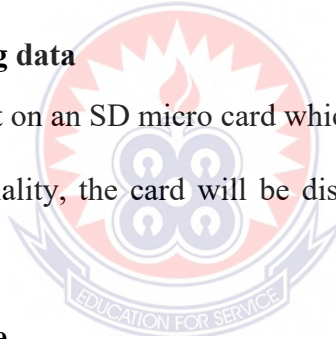 g data
t on an SD micro card whic
ality, the card will be dis
EDUCATION FOR SERVICE